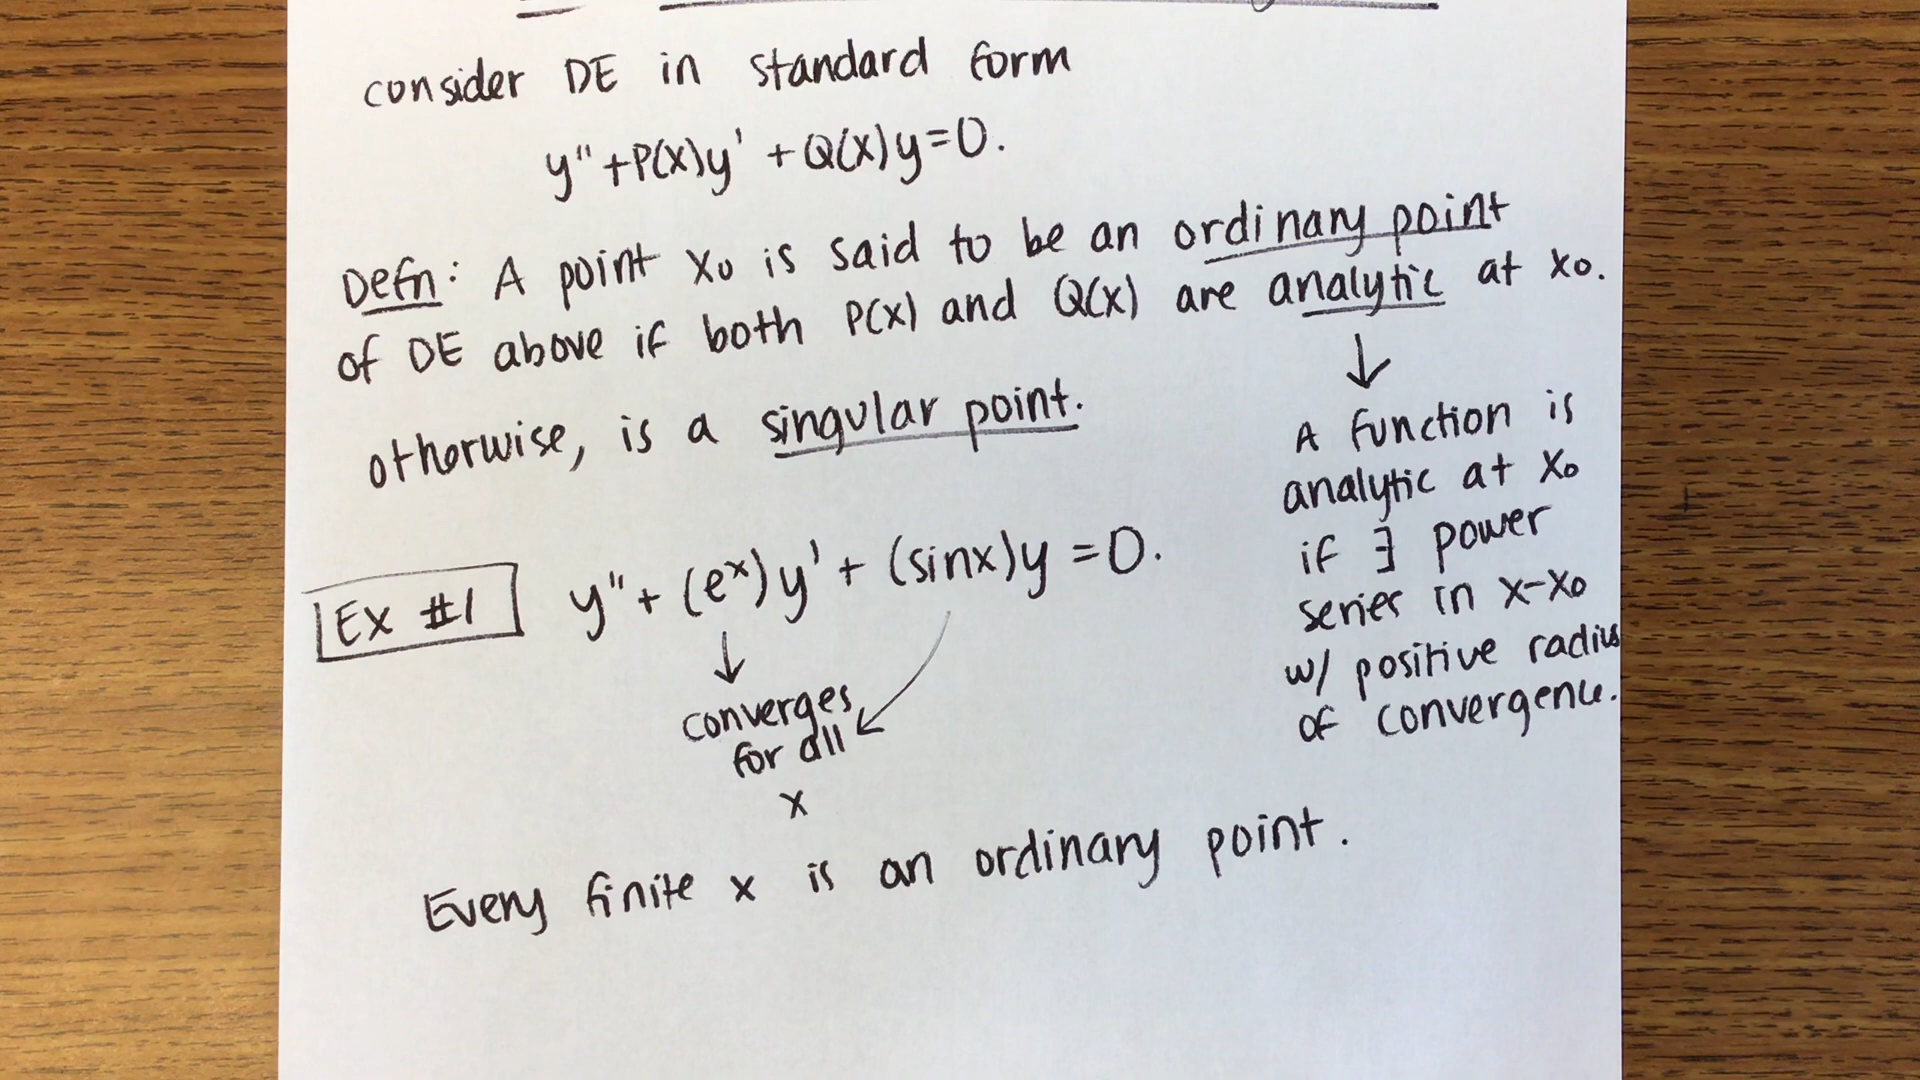 consider DE in standard form
y"+P(x)y' +Q(x)y=0.
Defn: A point x₀ is said to be an ordinary point
of DE above if both P(x) and Q(x) are analytic at x₀.
↓
otherwise, is a singular point.
A function is
analytic at x₀
if ∃ power
series in x-x₀
w/ positive radius
of convergence.
Ex #1 y"+ (eˣ)y'+ (sinx)y =0.
↓
converges
for all
x
Every finite x is an ordinary point.